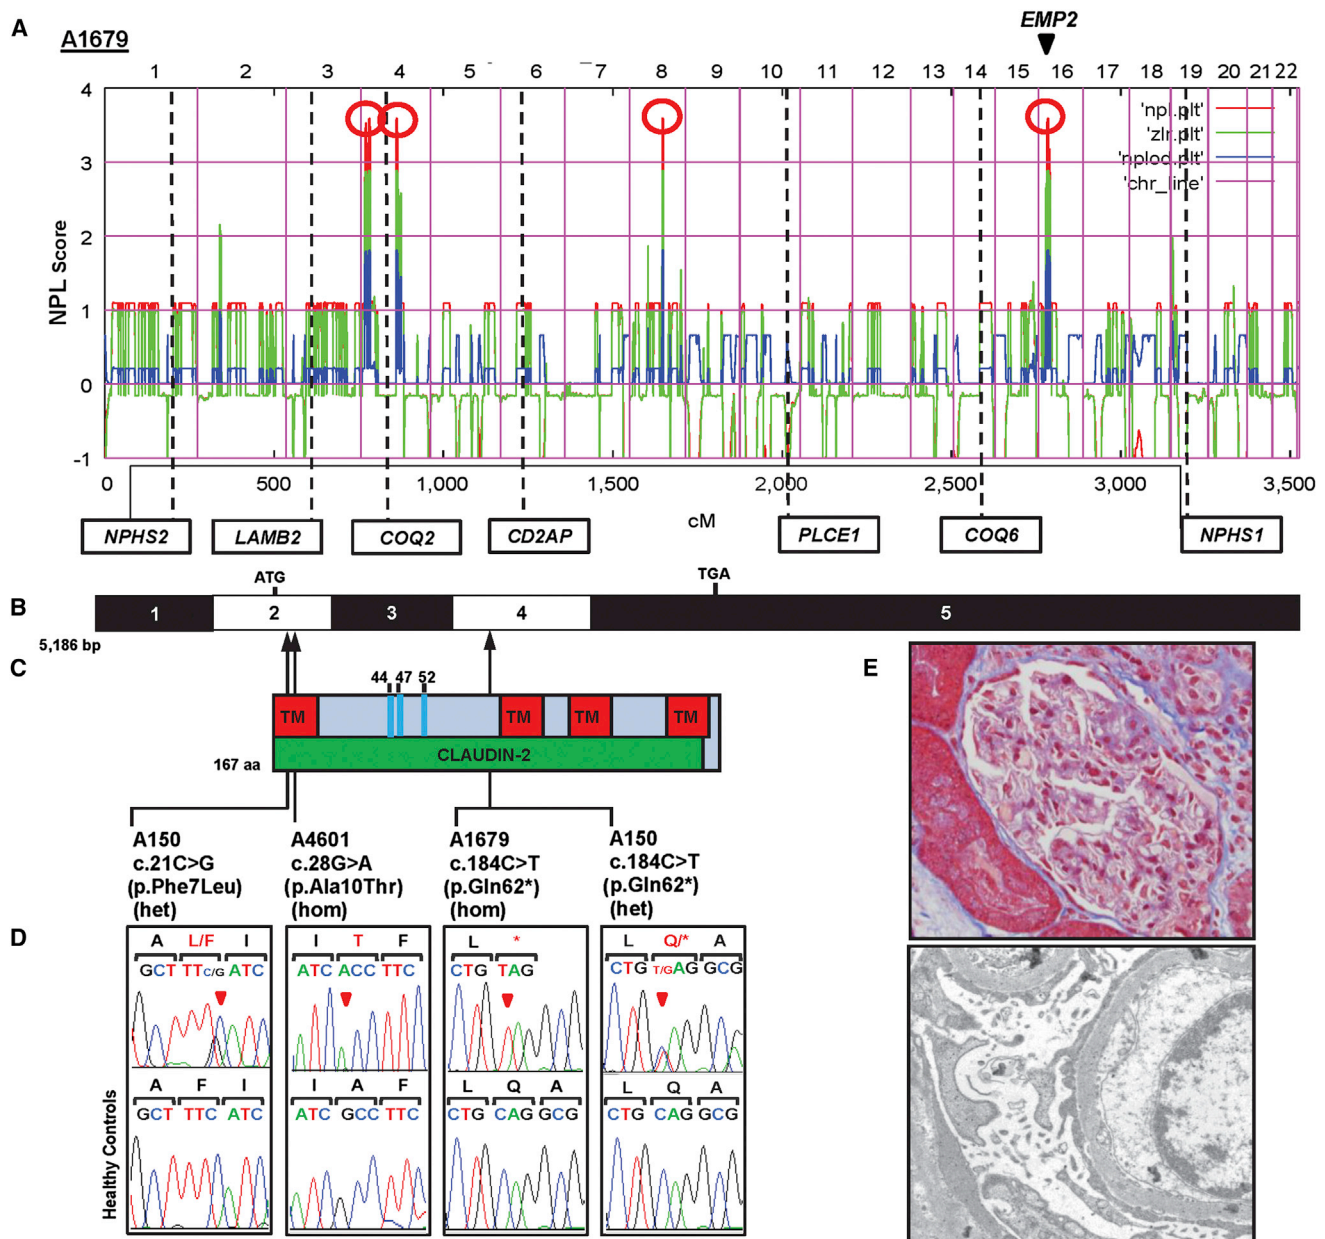 A
A1679
EMP2
1 2 3 4 5 6 7 8 9 10 11 12 13 14 15 16 17 18 19 20 21 22
4
3
2
1
0
-1
NPL Score
'npl.plt'
'zlr.plt'
'nplod.plt'
'chr_line'
0 500 1,000 1,500 2,000 2,500 3,000 3,500
cM
NPHS2 LAMB2 COQ2 CD2AP PLCE1 COQ6 NPHS1
B
ATG
TGA
1 2 3 4 5
5,186 bp
C
44 47 52
TM TM TM TM
CLAUDIN-2
167 aa
A150
c.21C>G
(p.Phe7Leu)
(het)
A4601
c.28G>A
(p.Ala10Thr)
(hom)
A1679
c.184C>T
(p.Gln62*)
(hom)
A150
c.184C>T
(p.Gln62*)
(het)
D
A L/F I
GCT TTC/G ATC
I T F
ATC ACC TTC
L *
CTG TAG
L Q/* A
CTG T/GAG GCG
Healthy Controls
A F I
GCT TTC ATC
I A F
ATC GCC TTC
L Q A
CTG CAG GCG
L Q A
CTG CAG GCG
E